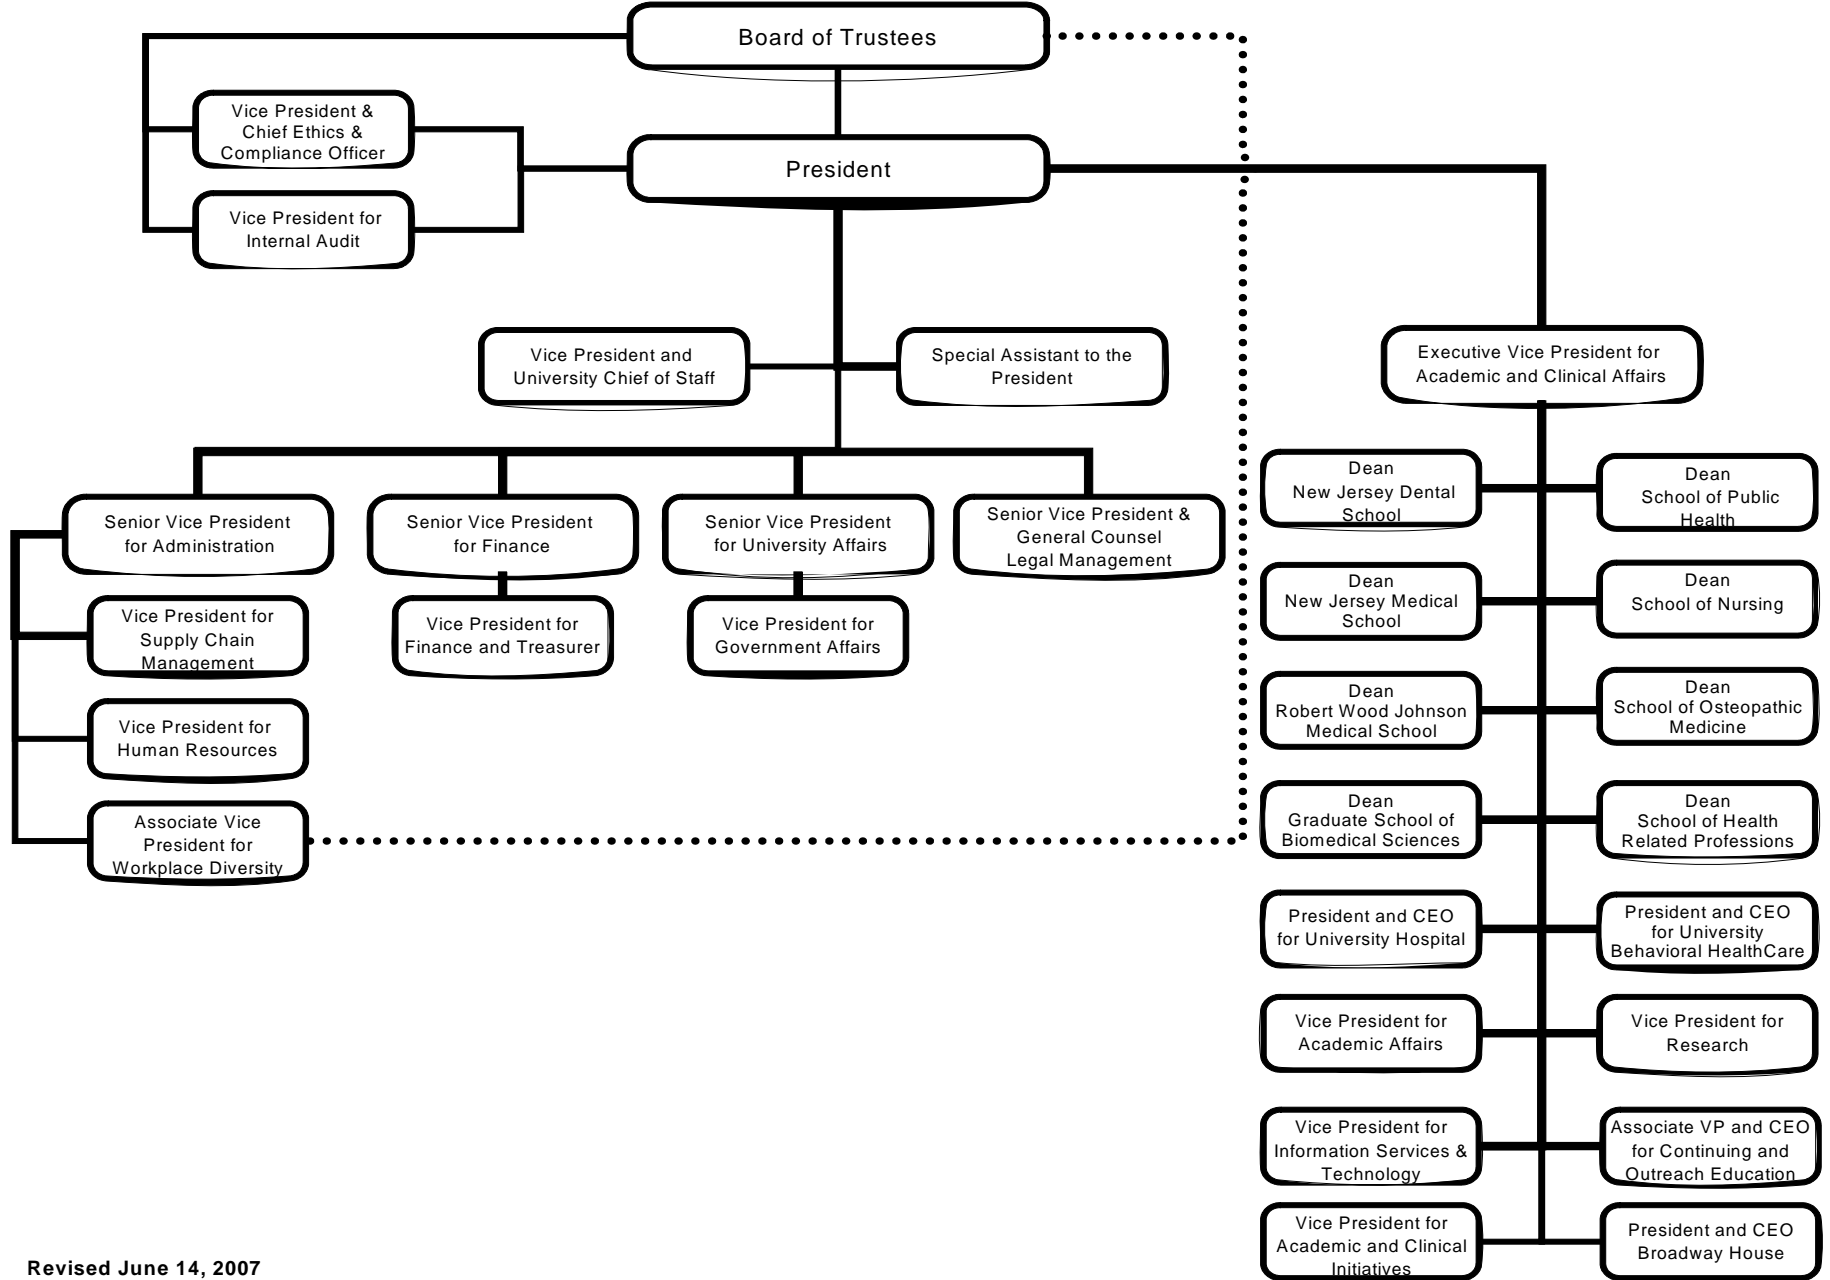 Board of Trustees
Vice President &
Chief Ethics &
Compliance Officer
President
Vice President for
Internal Audit
Vice President and
University Chief of Staff
Special Assistant to the
President
Executive Vice President for
Academic and Clinical Affairs
Senior Vice President
for Administration
Senior Vice President
for Finance
Senior Vice President
for University Affairs
Senior Vice President &
General Counsel
Legal Management
Vice President for
Supply Chain
Management
Vice President for
Finance and Treasurer
Vice President for
Government Affairs
Vice President for
Human Resources
Associate Vice
President for
Workplace Diversity
Dean
New Jersey Dental
School
Dean
School of Public
Health
Dean
New Jersey Medical
School
Dean
School of Nursing
Dean
Robert Wood Johnson
Medical School
Dean
School of Osteopathic
Medicine
Dean
Graduate School of
Biomedical Sciences
Dean
School of Health
Related Professions
President and CEO
for University Hospital
President and CEO
for University
Behavioral HealthCare
Vice President for
Academic Affairs
Vice President for
Research
Vice President for
Information Services &
Technology
Associate VP and CEO
for Continuing and
Outreach Education
Vice President for
Academic and Clinical
Initiatives
President and CEO
Broadway House
Revised June 14, 2007